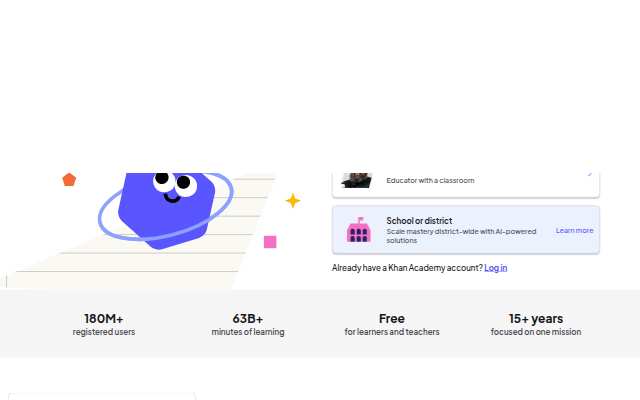 Educator with a classroom
School or district
Scale mastery district-wide with AI-powered
solutions
Learn more
Already have a Khan Academy account? Log in
180M+
registered users
63B+
minutes of learning
Free
for learners and teachers
15+ years
focused on one mission